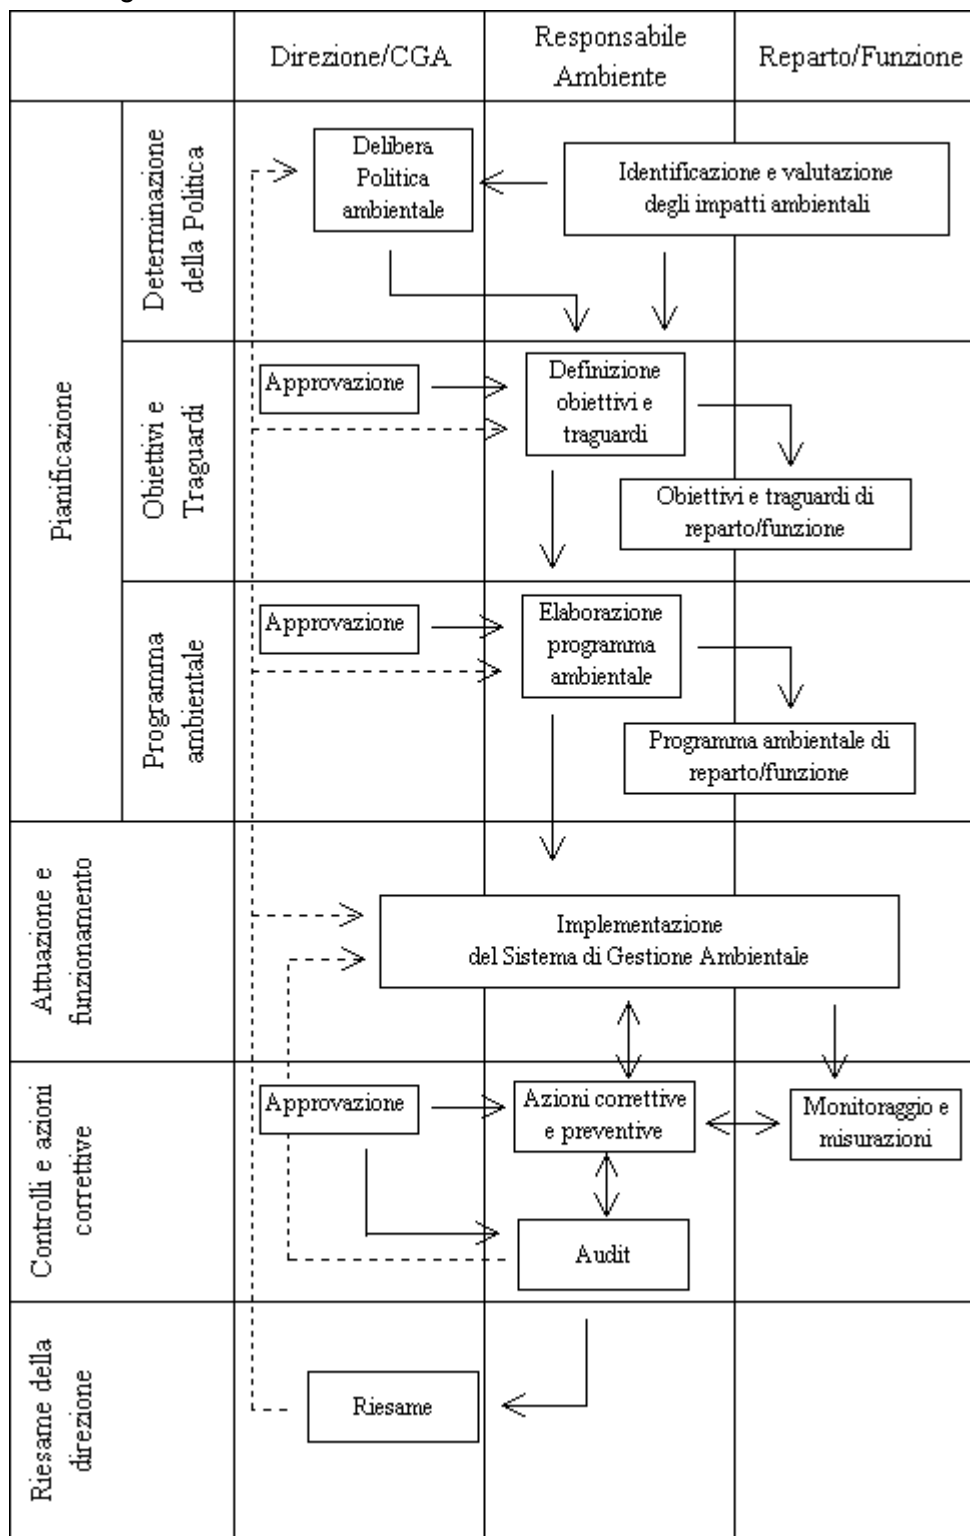 Direzione/CGA
Responsabile
Ambiente
Reparto/Funzione
Pianificazione
Determinazione
della Politica
Delibera
Politica
ambientale
Identificazione e valutazione
degli impatti ambientali
Obiettivi e
Traguardi
Approvazione
Definizione
obiettivi e
traguardi
Obiettivi e traguardi di
reparto/funzione
Programma
ambientale
Approvazione
Elaborazione
programma
ambientale
Programma ambientale di
reparto/funzione
Attuazione e
funzionamento
Implementazione
del Sistema di Gestione Ambientale
Controlli e azioni
correttive
Approvazione
Azioni correttive
e preventive
Monitoraggio e
misurazioni
Audit
Riesame della
direzione
Riesame